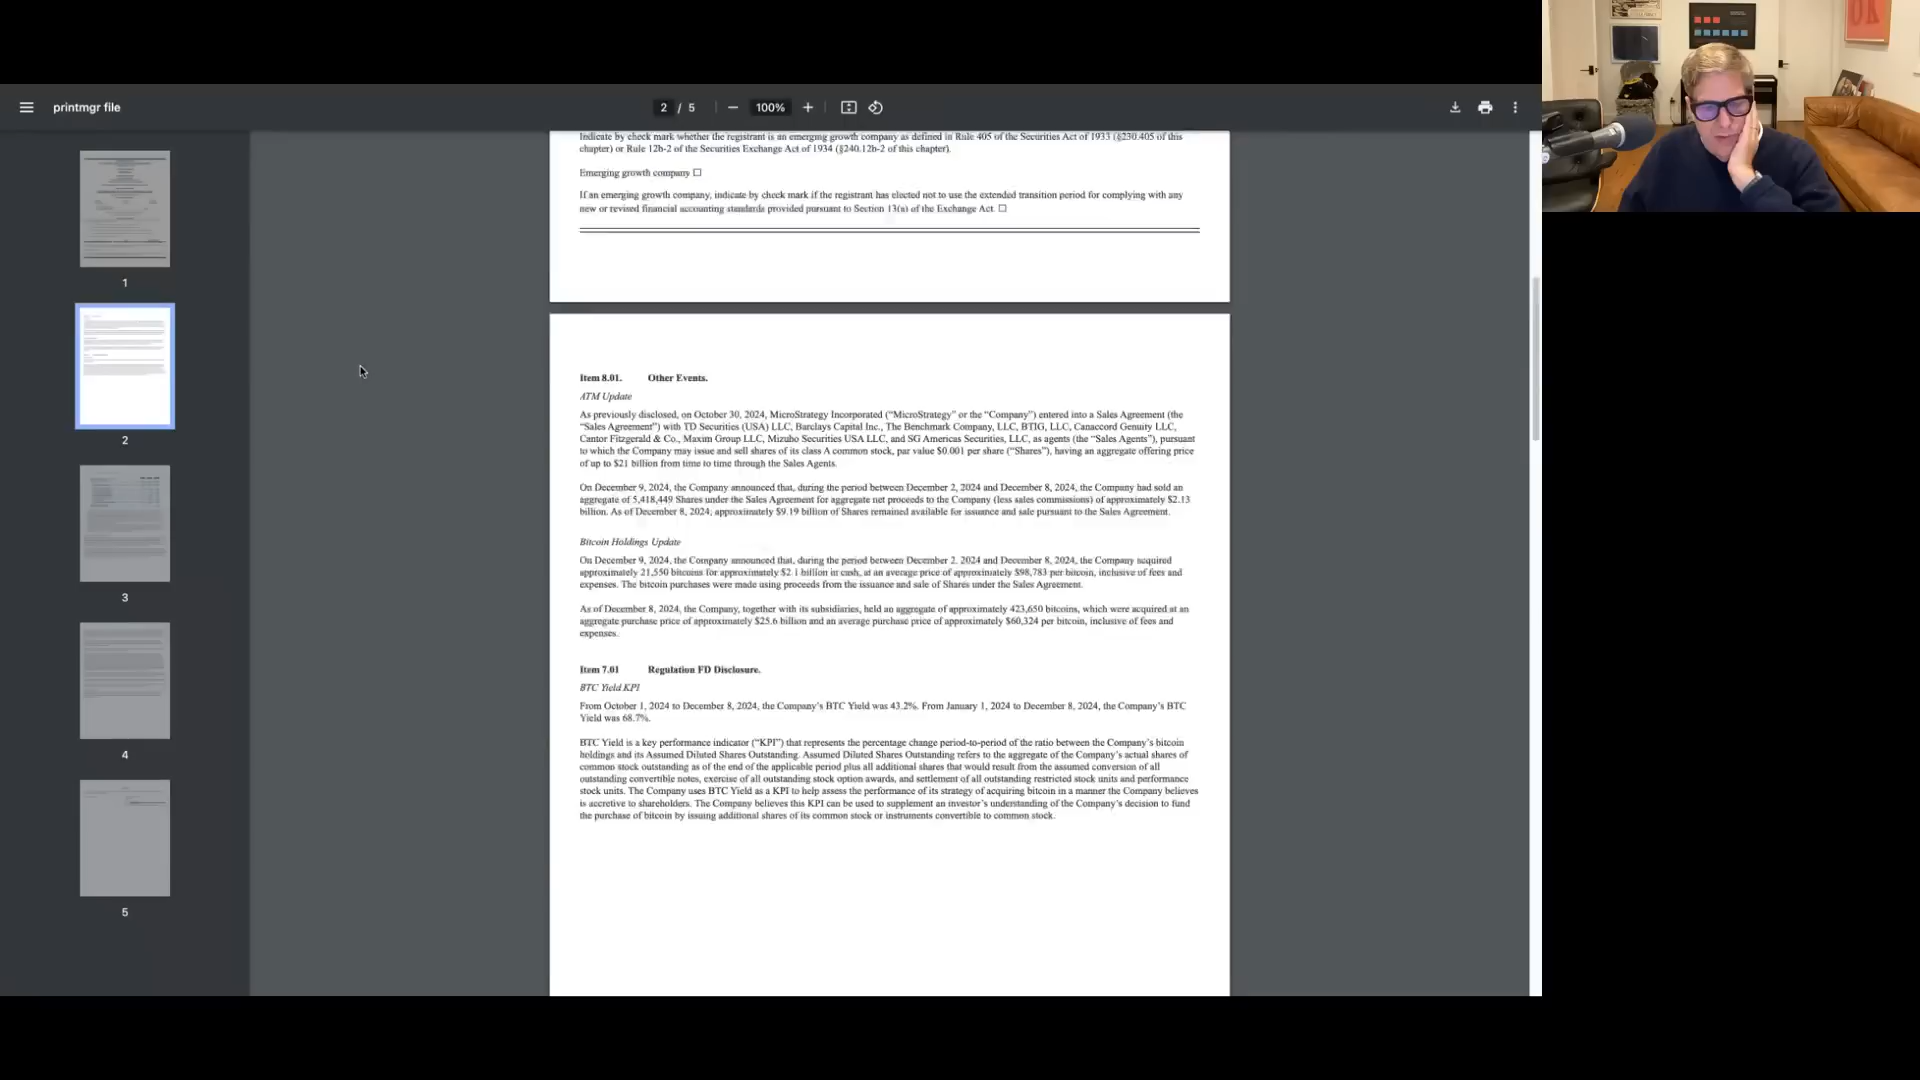 printmgr file
2 / 5
100%
1
2
3
4
5
Indicate by check mark whether the registrant is an emerging growth company as defined in Rule 405 of the Securities Act of 1933 (§230.405 of this
chapter) or Rule 12b-2 of the Securities Exchange Act of 1934 (§240.12b-2 of this chapter).
Emerging growth company ☐
If an emerging growth company, indicate by check mark if the registrant has elected not to use the extended transition period for complying with any
new or revised financial accounting standards provided pursuant to Section 13(a) of the Exchange Act. ☐
Item 8.01. Other Events.
ATM Update
As previously disclosed, on October 30, 2024, MicroStrategy Incorporated (“MicroStrategy” or the “Company”) entered into a Sales Agreement (the
“Sales Agreement”) with TD Securities (USA) LLC, Barclays Capital Inc., The Benchmark Company, LLC, BTIG, LLC, Canaccord Genuity LLC,
Cantor Fitzgerald & Co., Maxim Group LLC, Mizuho Securities USA LLC, and SG Americas Securities, LLC, as agents (the “Sales Agents”), pursuant
to which the Company may issue and sell shares of its class A common stock, par value $0.001 per share (“Shares”), having an aggregate offering price
of up to $21 billion from time to time through the Sales Agents.
On December 9, 2024, the Company announced that, during the period between December 2, 2024 and December 8, 2024, the Company had sold an
aggregate of 5,418,449 Shares under the Sales Agreement for aggregate net proceeds to the Company (less sales commissions) of approximately $2.13
billion. As of December 8, 2024, approximately $9.19 billion of Shares remained available for issuance and sale pursuant to the Sales Agreement.
Bitcoin Holdings Update
On December 9, 2024, the Company announced that, during the period between December 2, 2024 and December 8, 2024, the Company acquired
approximately 21,550 bitcoins for approximately $2.1 billion in cash, at an average price of approximately $98,783 per bitcoin, inclusive of fees and
expenses. The bitcoin purchases were made using proceeds from the issuance and sale of Shares under the Sales Agreement.
As of December 8, 2024, the Company, together with its subsidiaries, held an aggregate of approximately 423,650 bitcoins, which were acquired at an
aggregate purchase price of approximately $25.6 billion and an average purchase price of approximately $60,324 per bitcoin, inclusive of fees and
expenses.
Item 7.01 Regulation FD Disclosure.
BTC Yield KPI
From October 1, 2024 to December 8, 2024, the Company’s BTC Yield was 43.2%. From January 1, 2024 to December 8, 2024, the Company’s BTC
Yield was 68.7%.
BTC Yield is a key performance indicator (“KPI”) that represents the percentage change period-to-period of the ratio between the Company’s bitcoin
holdings and its Assumed Diluted Shares Outstanding. Assumed Diluted Shares Outstanding refers to the aggregate of the Company’s actual shares of
common stock outstanding as of the end of the applicable period plus all additional shares that would result from the assumed conversion of all
outstanding convertible notes, exercise of all outstanding stock option awards, and settlement of all outstanding restricted stock units and performance
stock units. The Company uses BTC Yield as a KPI to help assess the performance of its strategy of acquiring bitcoin in a manner the Company believes
is accretive to shareholders. The Company believes this KPI can be used to supplement an investor’s understanding of the Company’s decision to fund
the purchase of bitcoin by issuing additional shares of its common stock or instruments convertible to common stock.